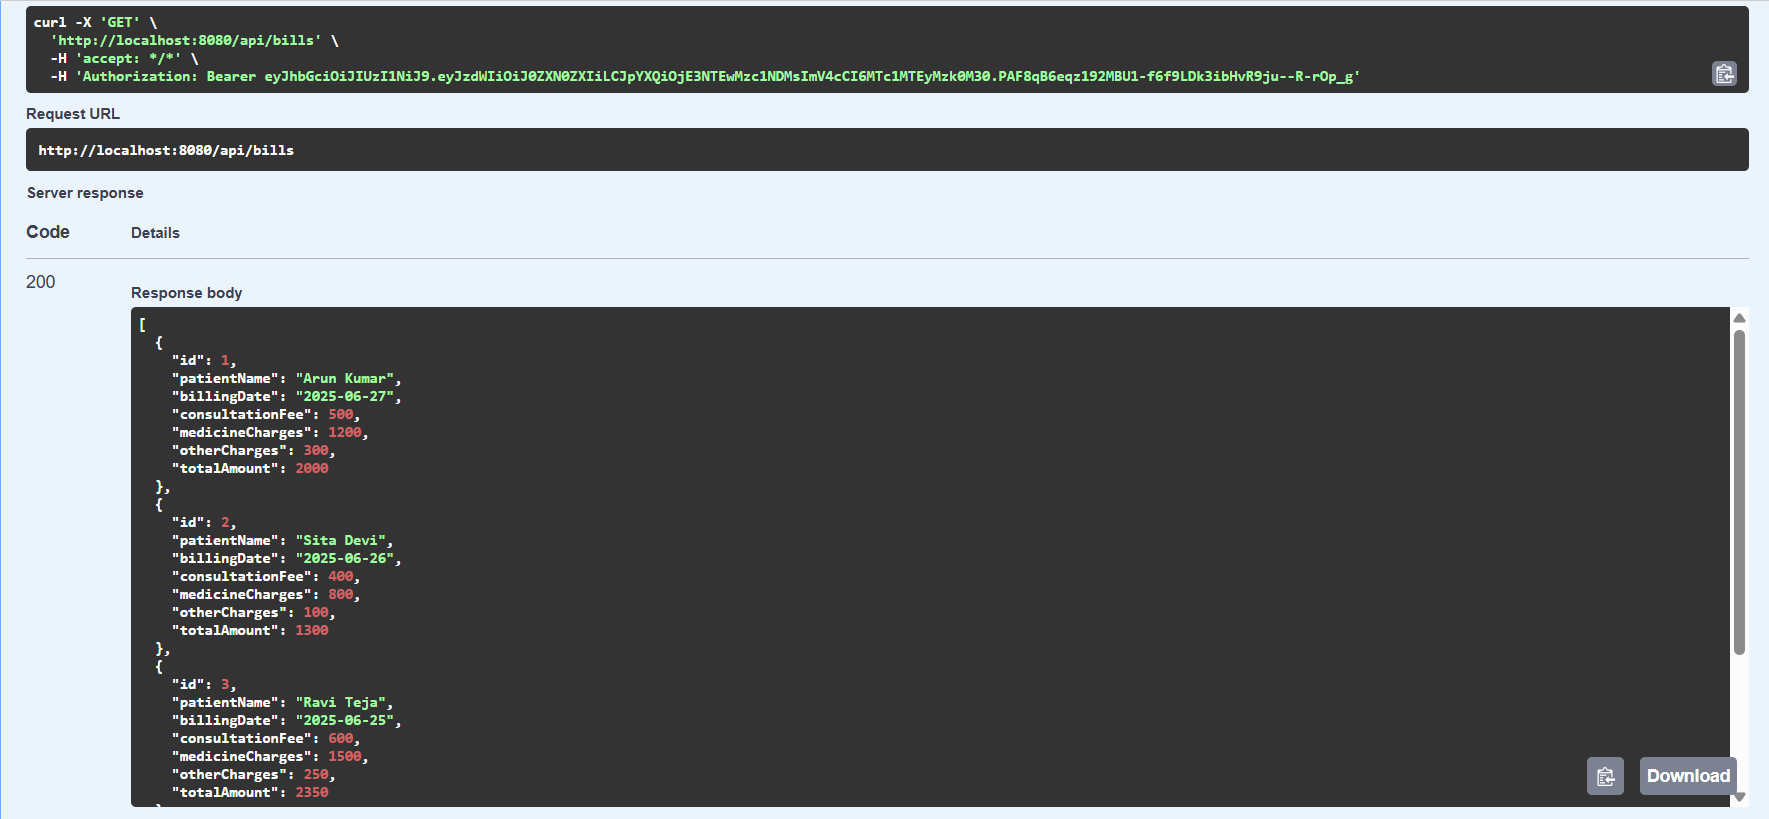 curl -X 'GET' \
'http://localhost:8080/api/bills' \
-H 'accept: */*' \
-H 'Authorization: Bearer eyJhbGciOiJIUzI1NiJ9.eyJzdWIiOiJ0ZXN0ZXIiLCJpYXQiOjE3NTEwMzc1NDMsImV4cCI6MTc1MTEyMzk0M30.PAF8qB6eqz192MBU1-f6f9LDk3ibHvR9ju--R-rOp_g'
Request URL
http://localhost:8080/api/bills
Server response
Code Details
200
Response body
[
{
"id": 1,
"patientName": "Arun Kumar",
"billingDate": "2025-06-27",
"consultationFee": 500,
"medicineCharges": 1200,
"otherCharges": 300,
"totalAmount": 2000
},
{
"id": 2,
"patientName": "Sita Devi",
"billingDate": "2025-06-26",
"consultationFee": 400,
"medicineCharges": 800,
"otherCharges": 100,
"totalAmount": 1300
},
{
"id": 3,
"patientName": "Ravi Teja",
"billingDate": "2025-06-25",
"consultationFee": 600,
"medicineCharges": 1500,
"otherCharges": 250,
"totalAmount": 2350
Download